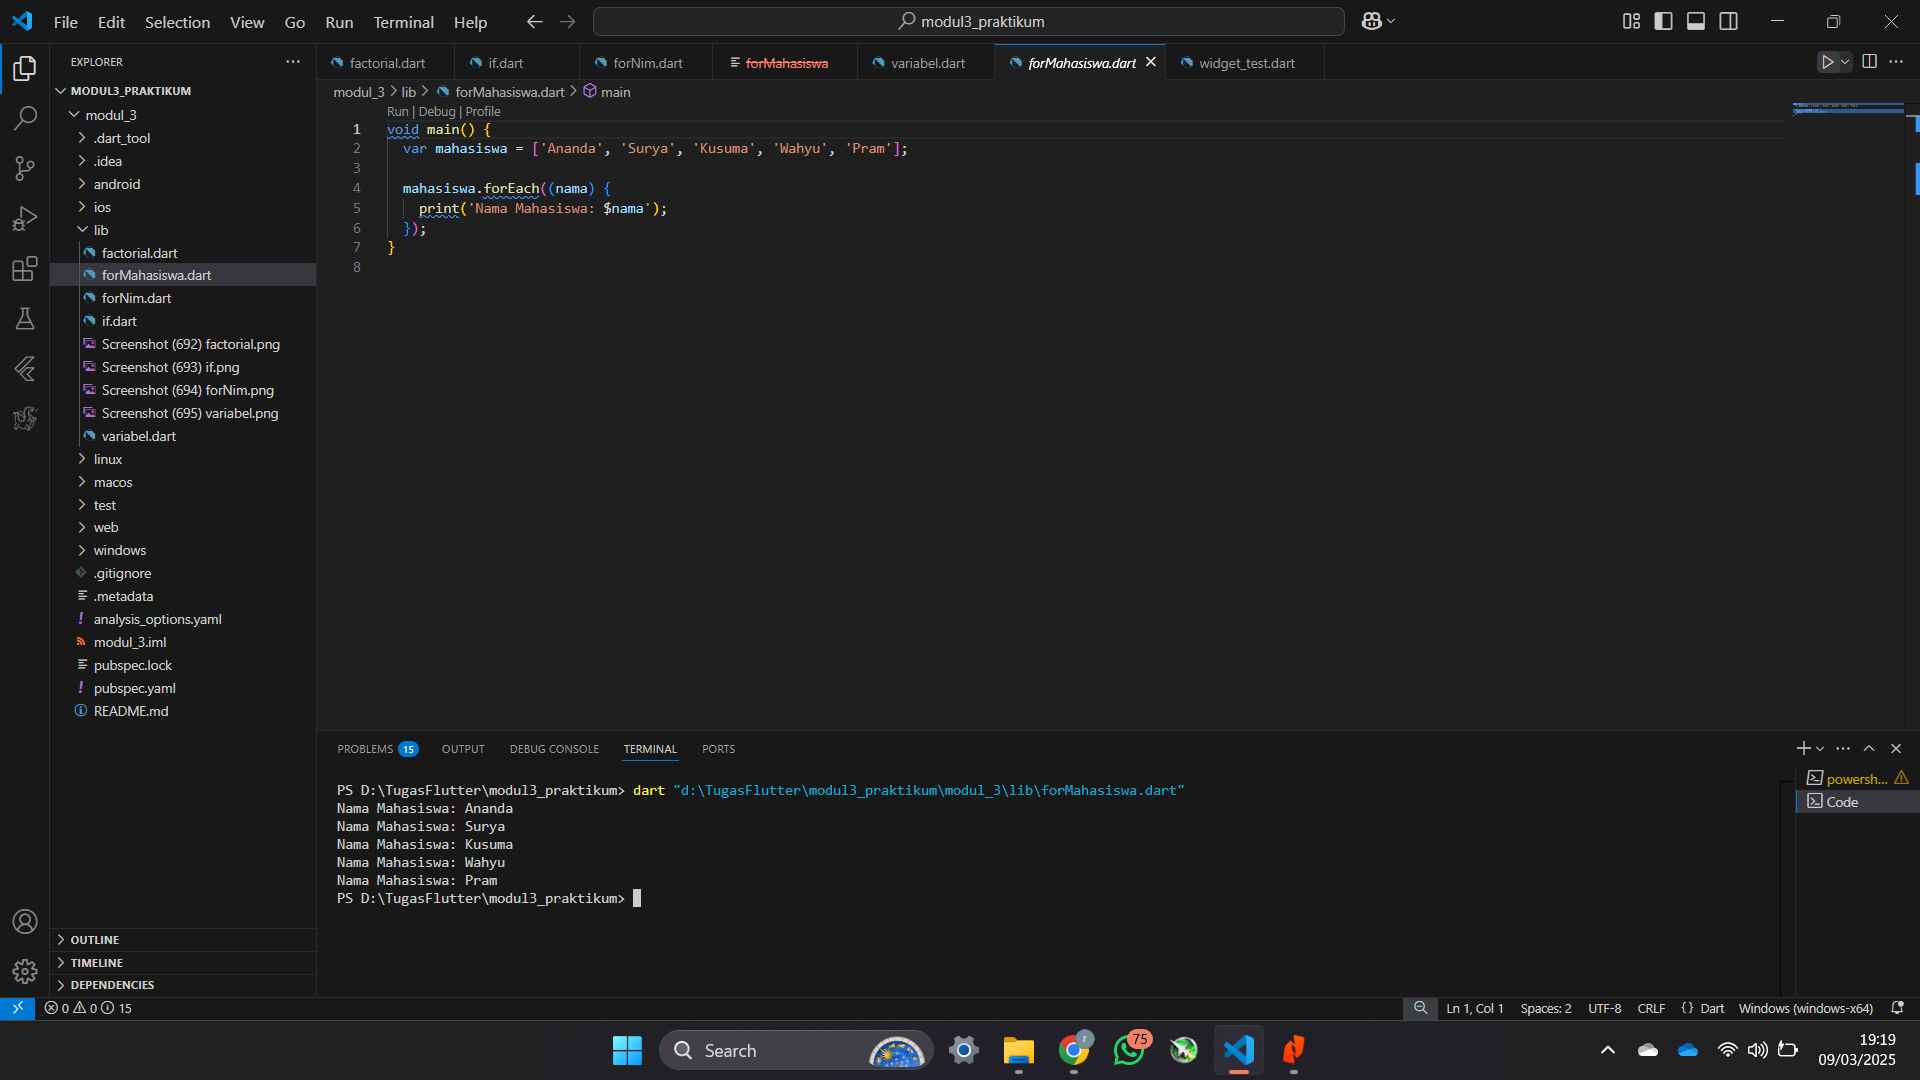 File Edit Selection View Go Run Terminal Help
modul3_praktikum
EXPLORER
MODUL3_PRAKTIKUM
modul_3
.dart_tool
.idea
android
ios
lib
factorial.dart
forMahasiswa.dart
forNim.dart
if.dart
Screenshot (692) factorial.png
Screenshot (693) if.png
Screenshot (694) forNim.png
Screenshot (695) variabel.png
variabel.dart
linux
macos
test
web
windows
.gitignore
.metadata
analysis_options.yaml
modul_3.iml
pubspec.lock
pubspec.yaml
README.md
OUTLINE
TIMELINE
DEPENDENCIES
factorial.dart if.dart forNim.dart forMahasiswa variabel.dart forMahasiswa.dart widget_test.dart
modul_3 > lib > forMahasiswa.dart > main
Run | Debug | Profile
1 void main() {
2 var mahasiswa = ['Ananda', 'Surya', 'Kusuma', 'Wahyu', 'Pram'];
3
4 mahasiswa.forEach((nama) {
5 print('Nama Mahasiswa: $nama');
6 });
7 }
8
PROBLEMS 15 OUTPUT DEBUG CONSOLE TERMINAL PORTS
PS D:\TugasFlutter\modul3_praktikum> dart "d:\TugasFlutter\modul3_praktikum\modul_3\lib\forMahasiswa.dart"
Nama Mahasiswa: Ananda
Nama Mahasiswa: Surya
Nama Mahasiswa: Kusuma
Nama Mahasiswa: Wahyu
Nama Mahasiswa: Pram
PS D:\TugasFlutter\modul3_praktikum>
powersh...
Code
0 0 15
Ln 1, Col 1 Spaces: 2 UTF-8 CRLF {} Dart Windows (windows-x64)
Search
r
75
19:19
09/03/2025